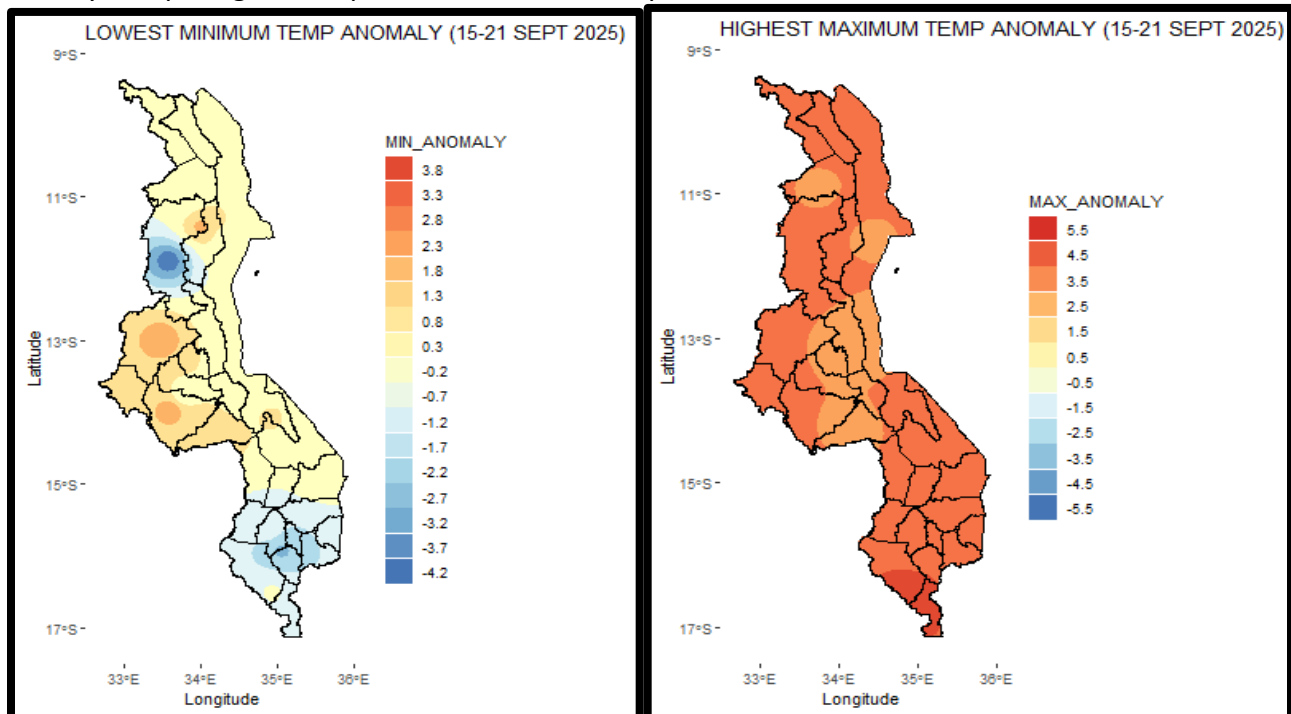 LOWEST MINIMUM TEMP ANOMALY (15-21 SEPT 2025)
9°S
11°S
13°S
15°S
17°S
Latitude
33°E 34°E 35°E 36°E
Longitude
MIN_ANOMALY
3.8
3.3
2.8
2.3
1.8
1.3
0.8
0.3
-0.2
-0.7
-1.2
-1.7
-2.2
-2.7
-3.2
-3.7
-4.2
HIGHEST MAXIMUM TEMP ANOMALY (15-21 SEPT 2025)
9°S
11°S
13°S
15°S
17°S
Latitude
33°E 34°E 35°E 36°E
Longitude
MAX_ANOMALY
5.5
4.5
3.5
2.5
1.5
0.5
-0.5
-1.5
-2.5
-3.5
-4.5
-5.5